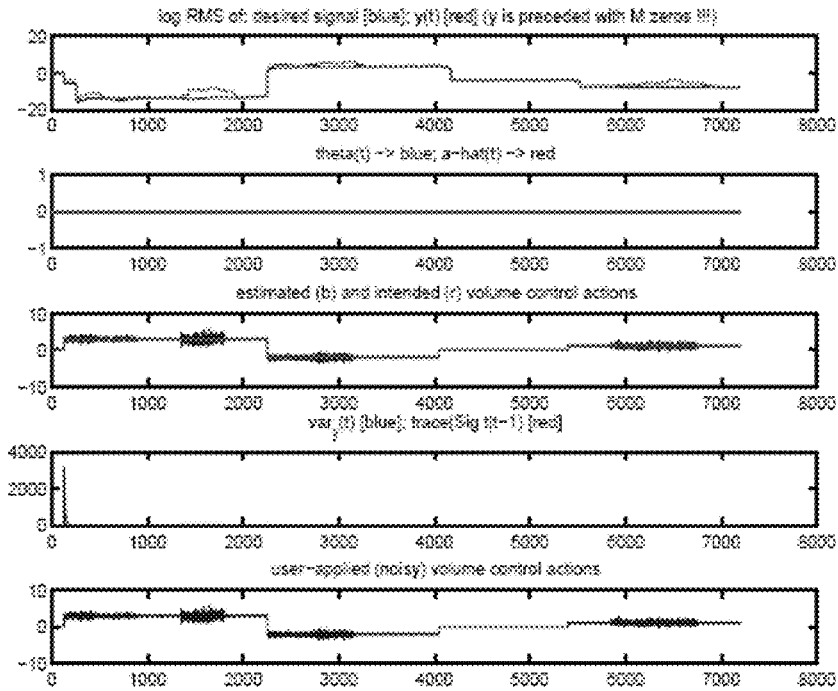 log RMS of: desired signal [blue]; y(t) [red] (y is preceded with M zeros !!!)
20
0
-20
0 1000 2000 3000 4000 5000 6000 7000 8000
theta(t) -> blue; a-hat(t) -> red
1
0
-1
0 1000 2000 3000 4000 5000 6000 7000 8000
estimated (b) and intended (r) volume control actions
10
0
-10
0 1000 2000 3000 4000 5000 6000 7000 8000
var_y(t) [blue]; trace(Sig t(t-1) [red]
4000
2000
0
0 1000 2000 3000 4000 5000 6000 7000 8000
user-applied (noisy) volume control actions
10
0
-10
0 1000 2000 3000 4000 5000 6000 7000 8000